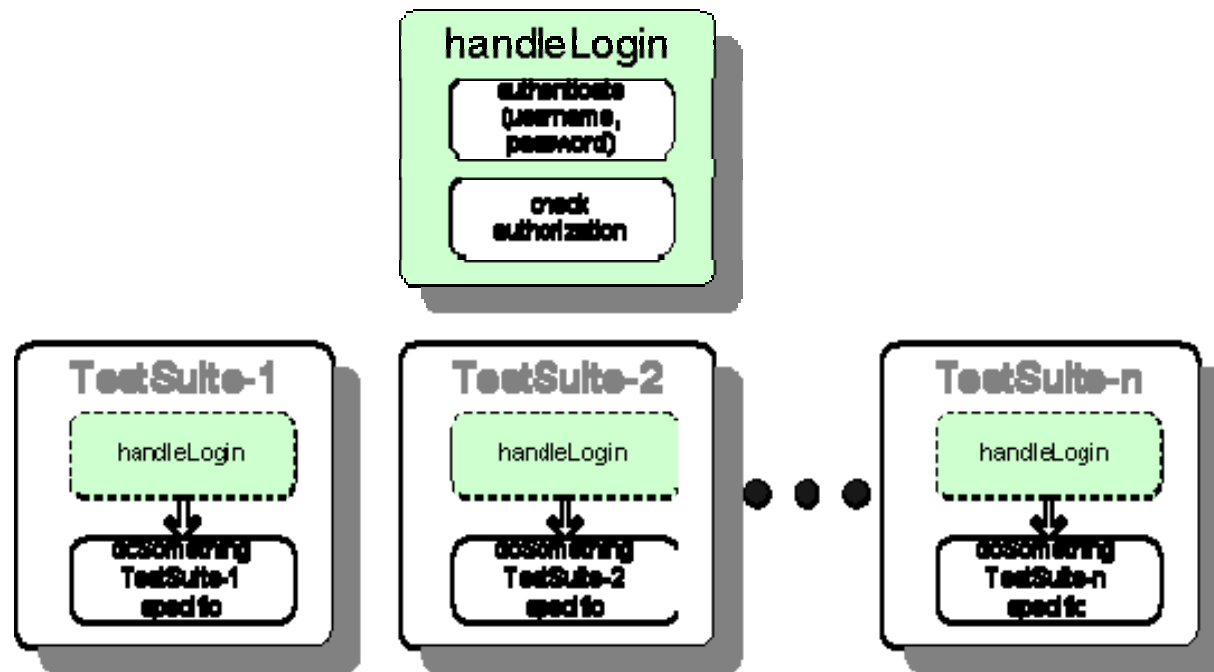 handleLogin
authenticate
(username,
password)
check
authorization
TestSuite-1
handleLogin
doSomething
TestSuite-1
specific
TestSuite-2
handleLogin
doSomething
TestSuite-2
specific
TestSuite-n
handleLogin
doSomething
TestSuite-n
specific